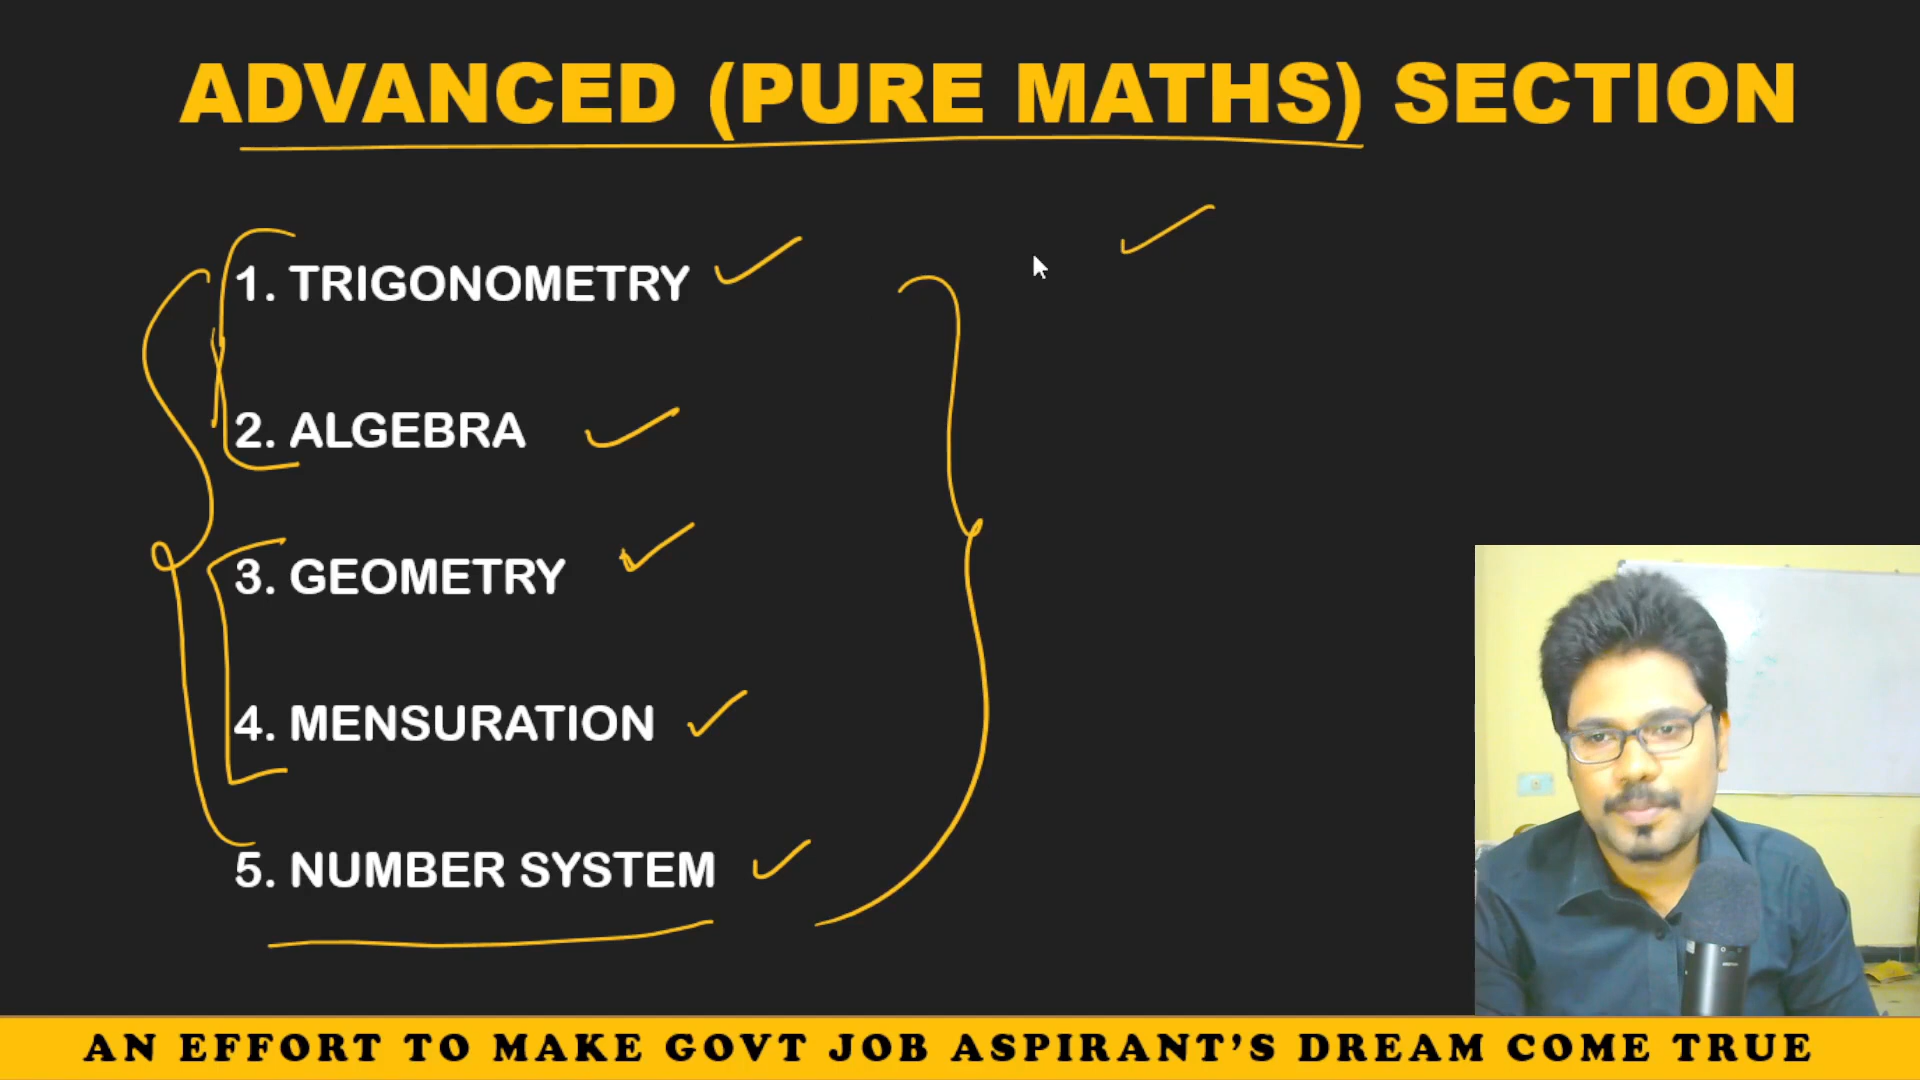 ADVANCED (PURE MATHS) SECTION
1. TRIGONOMETRY
2. ALGEBRA
3. GEOMETRY
4. MENSURATION
5. NUMBER SYSTEM
AN EFFORT TO MAKE GOVT JOB ASPIRANT’S DREAM COME TRUE